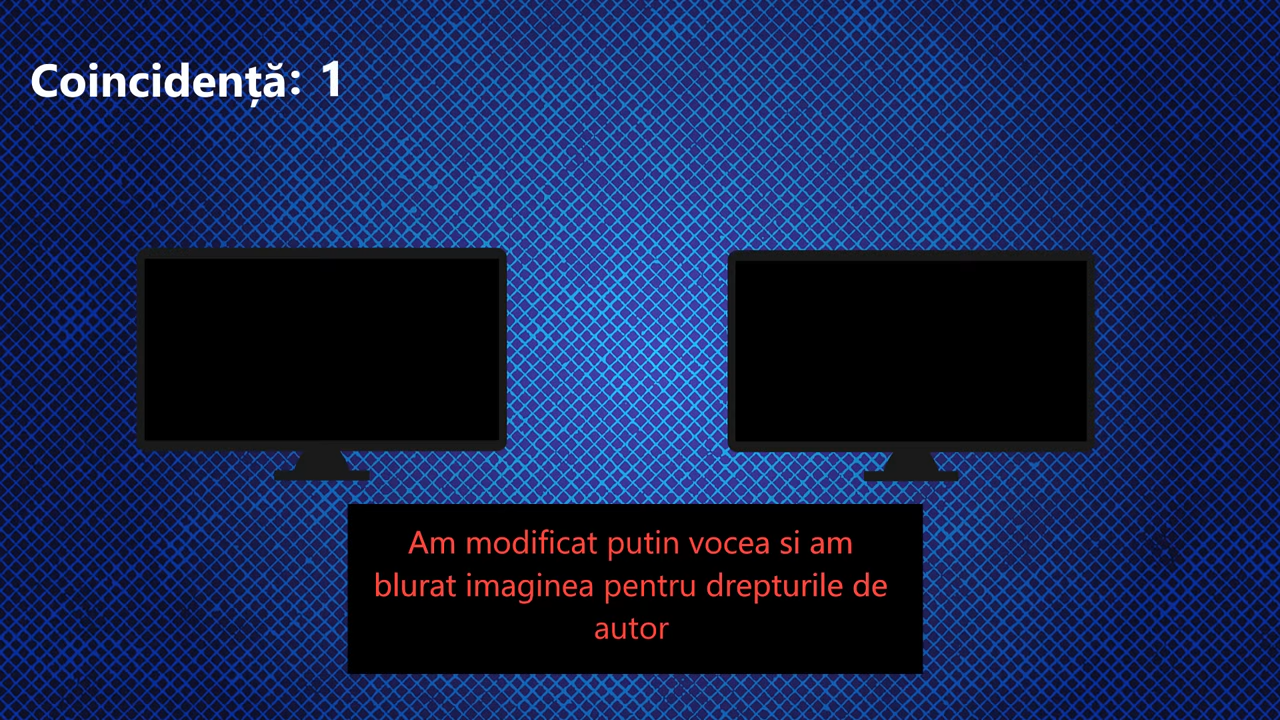 Coincidență: 1
Am modificat putin vocea si am
blurat imaginea pentru drepturile de
autor